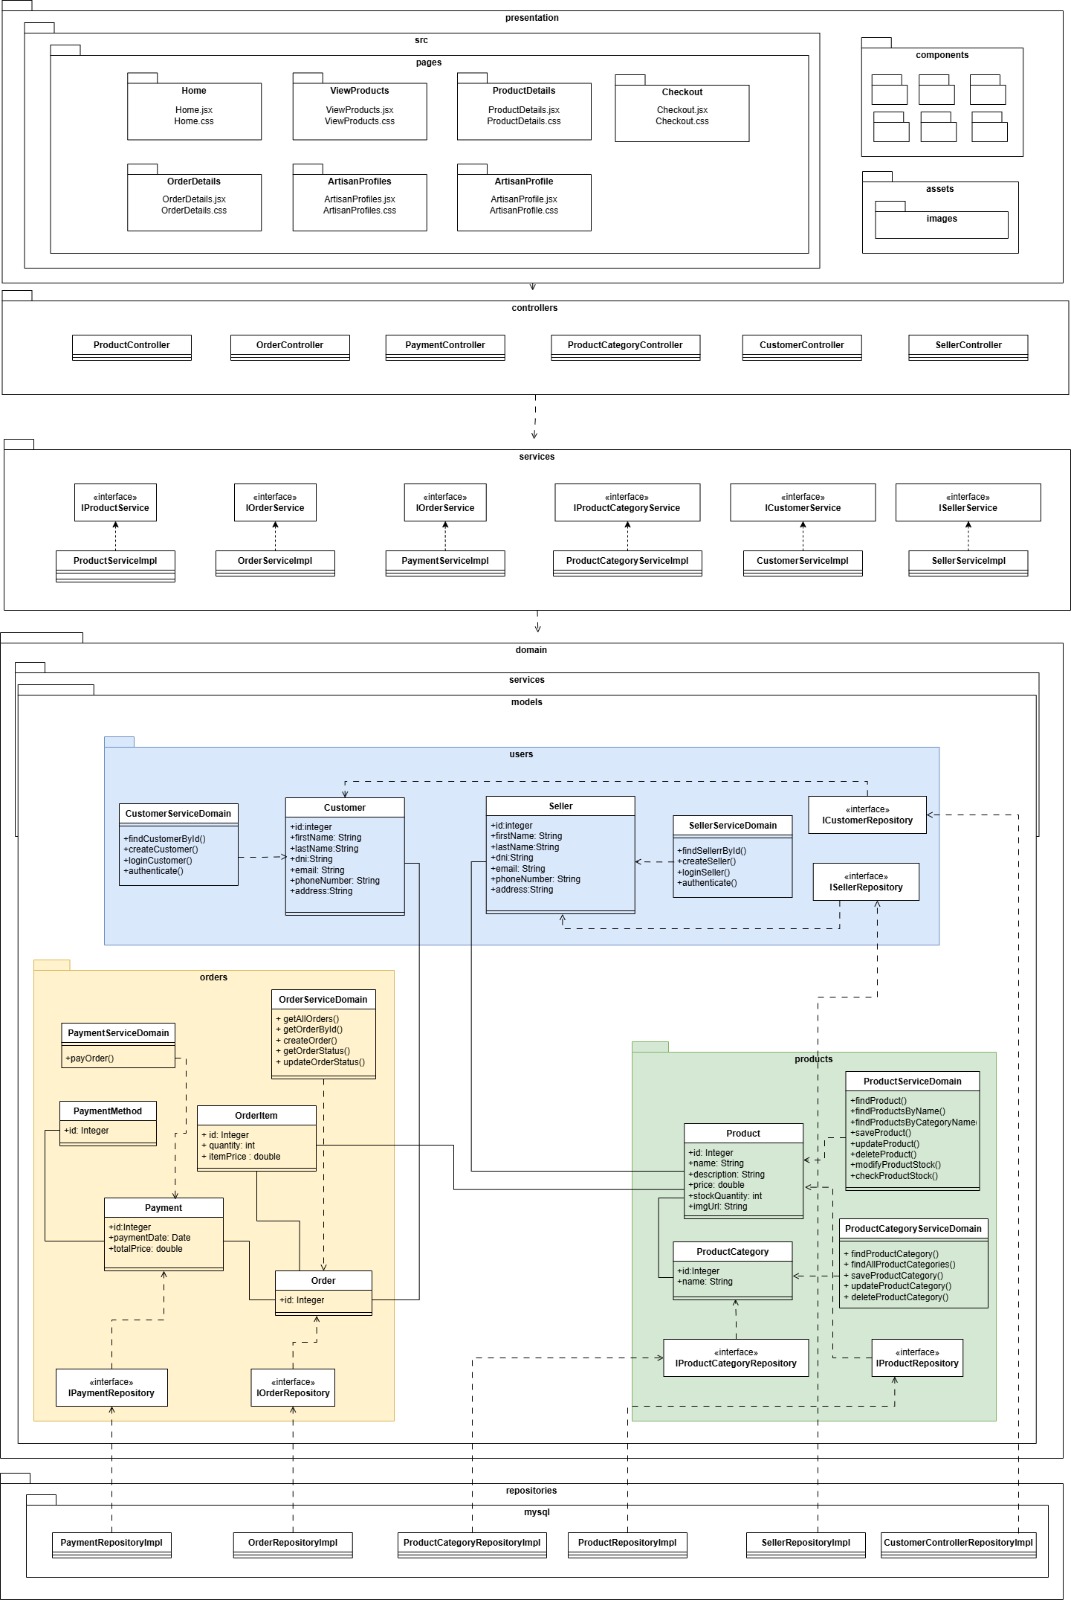 presentation
src
pages
Home
Home.jsx
Home.css
ViewProducts
ViewProducts.jsx
ViewProducts.css
ProductDetails
ProductDetails.jsx
ProductDetails.css
Checkout
Checkout.jsx
Checkout.css
OrderDetails
OrderDetails.jsx
OrderDetails.css
ArtisanProfiles
ArtisanProfiles.jsx
ArtisanProfiles.css
ArtisanProfile
ArtisanProfile.jsx
ArtisanProfile.css
components
assets
images
controllers
ProductController
OrderController
PaymentController
ProductCategoryController
CustomerController
SellerController
services
«interface»
IProductService
«interface»
IOrderService
«interface»
IOrderService
«interface»
IProductCategoryService
«interface»
ICustomerService
«interface»
ISellerService
ProductServiceImpl
OrderServiceImpl
PaymentServiceImpl
ProductCategoryServiceImpl
CustomerServiceImpl
SellerServiceImpl
domain
services
models
users
CustomerServiceDomain
+findCustomerById()
+createCustomer()
+loginCustomer()
+authenticate()
Customer
+id:integer
+firstName: String
+lastName:String
+dni:String
+email: String
+phoneNumber: String
+address:String
Seller
+id:integer
+firstName: String
+lastName:String
+dni:String
+email: String
+phoneNumber: String
+address:String
SellerServiceDomain
+findSellerrById()
+createSeller()
+loginSeller()
+authenticate()
«interface»
ICustomerRepository
«interface»
ISellerRepository
orders
OrderServiceDomain
+ getAllOrders()
+ getOrderById()
+ createOrder()
+ getOrderStatus()
+ updateOrderStatus()
PaymentServiceDomain
+payOrder()
PaymentMethod
+id: Integer
OrderItem
+ id: Integer
+ quantity: int
+ itemPrice : double
Payment
+id:Integer
+paymentDate: Date
+totalPrice: double
Order
+id: Integer
«interface»
IPaymentRepository
«interface»
IOrderRepository
products
ProductServiceDomain
+findProduct()
+findProductsByName()
+findProductsByCategoryName(
+saveProduct()
+updateProduct()
+deleteProduct()
+modifyProductStock()
+checkProductStock()
Product
+id: Integer
+name: String
+description: String
+price: double
+stockQuantity: int
+imgUrl: String
ProductCategory
+id:Integer
+name: String
ProductCategoryServiceDomain
+ findProductCategory()
+ findAllProductCategories()
+ saveProductCategory()
+ updateProductCategory()
+ deleteProductCategory()
«interface»
IProductCategoryRepository
«interface»
IProductRepository
repositories
mysql
PaymentRepositoryImpl
OrderRepositoryImpl
ProductCategoryRepositoryImpl
ProductRepositoryImpl
SellerRepositoryImpl
CustomerControllerRepositoryImpl